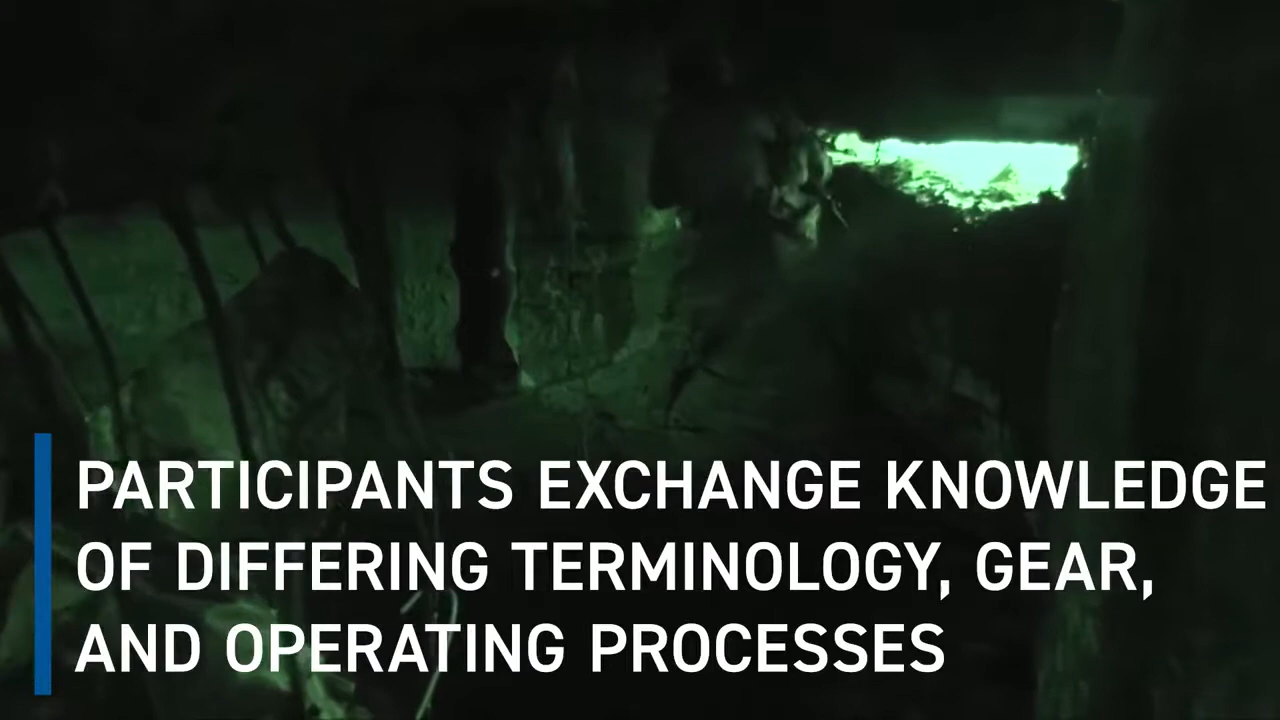 PARTICIPANTS EXCHANGE KNOWLEDGE
OF DIFFERING TERMINOLOGY, GEAR,
AND OPERATING PROCESSES